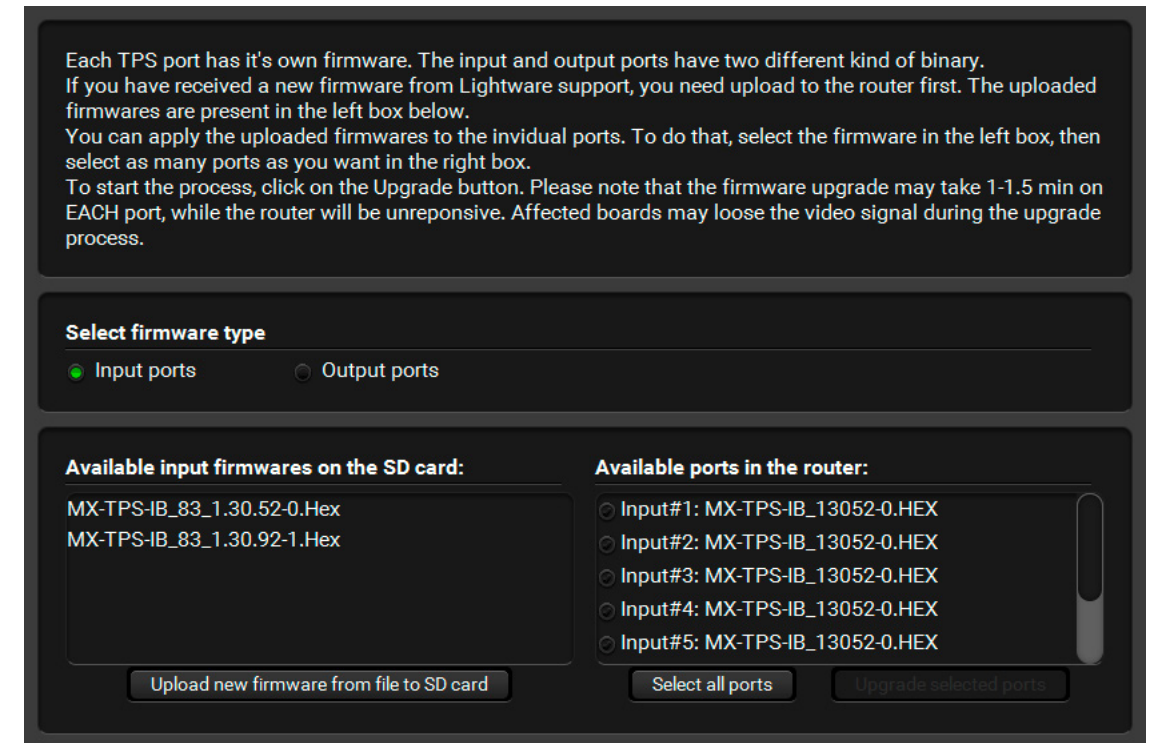 Each TPS port has it's own firmware. The input and output ports have two different kind of binary.
If you have received a new firmware from Lightware support, you need upload to the router first. The uploaded
firmwares are present in the left box below.
You can apply the uploaded firmwares to the invidual ports. To do that, select the firmware in the left box, then
select as many ports as you want in the right box.
To start the process, click on the Upgrade button. Please note that the firmware upgrade may take 1-1.5 min on
EACH port, while the router will be unreponsive. Affected boards may loose the video signal during the upgrade
process.
Select firmware type
Input ports
Output ports
Available input firmwares on the SD card:
MX-TPS-IB_83_1.30.52-0.Hex
MX-TPS-IB_83_1.30.92-1.Hex
Upload new firmware from file to SD card
Available ports in the router:
Input#1: MX-TPS-IB_13052-0.HEX
Input#2: MX-TPS-IB_13052-0.HEX
Input#3: MX-TPS-IB_13052-0.HEX
Input#4: MX-TPS-IB_13052-0.HEX
Input#5: MX-TPS-IB_13052-0.HEX
Select all ports
Upgrade selected ports